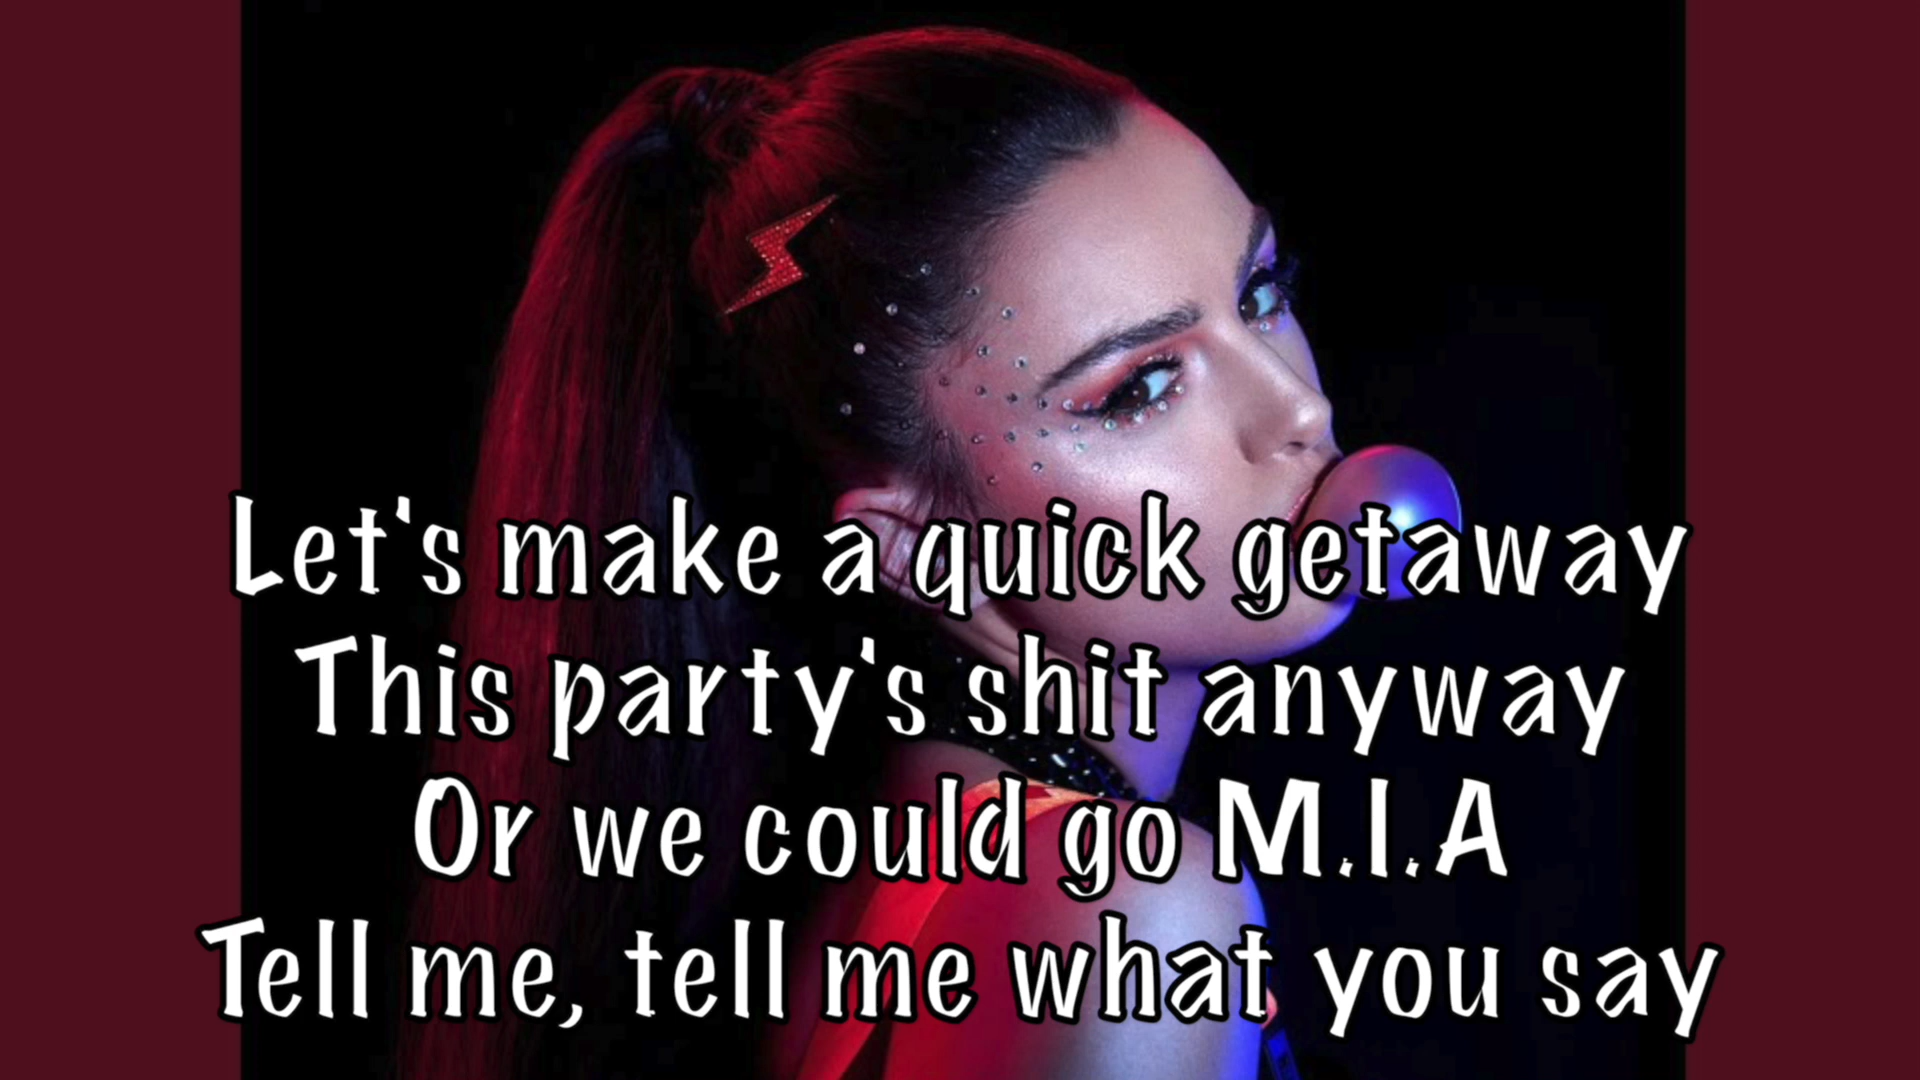 Let's make a quick getaway
This party's shit anyway
Or we could go M.I.A
Tell me, tell me what you say